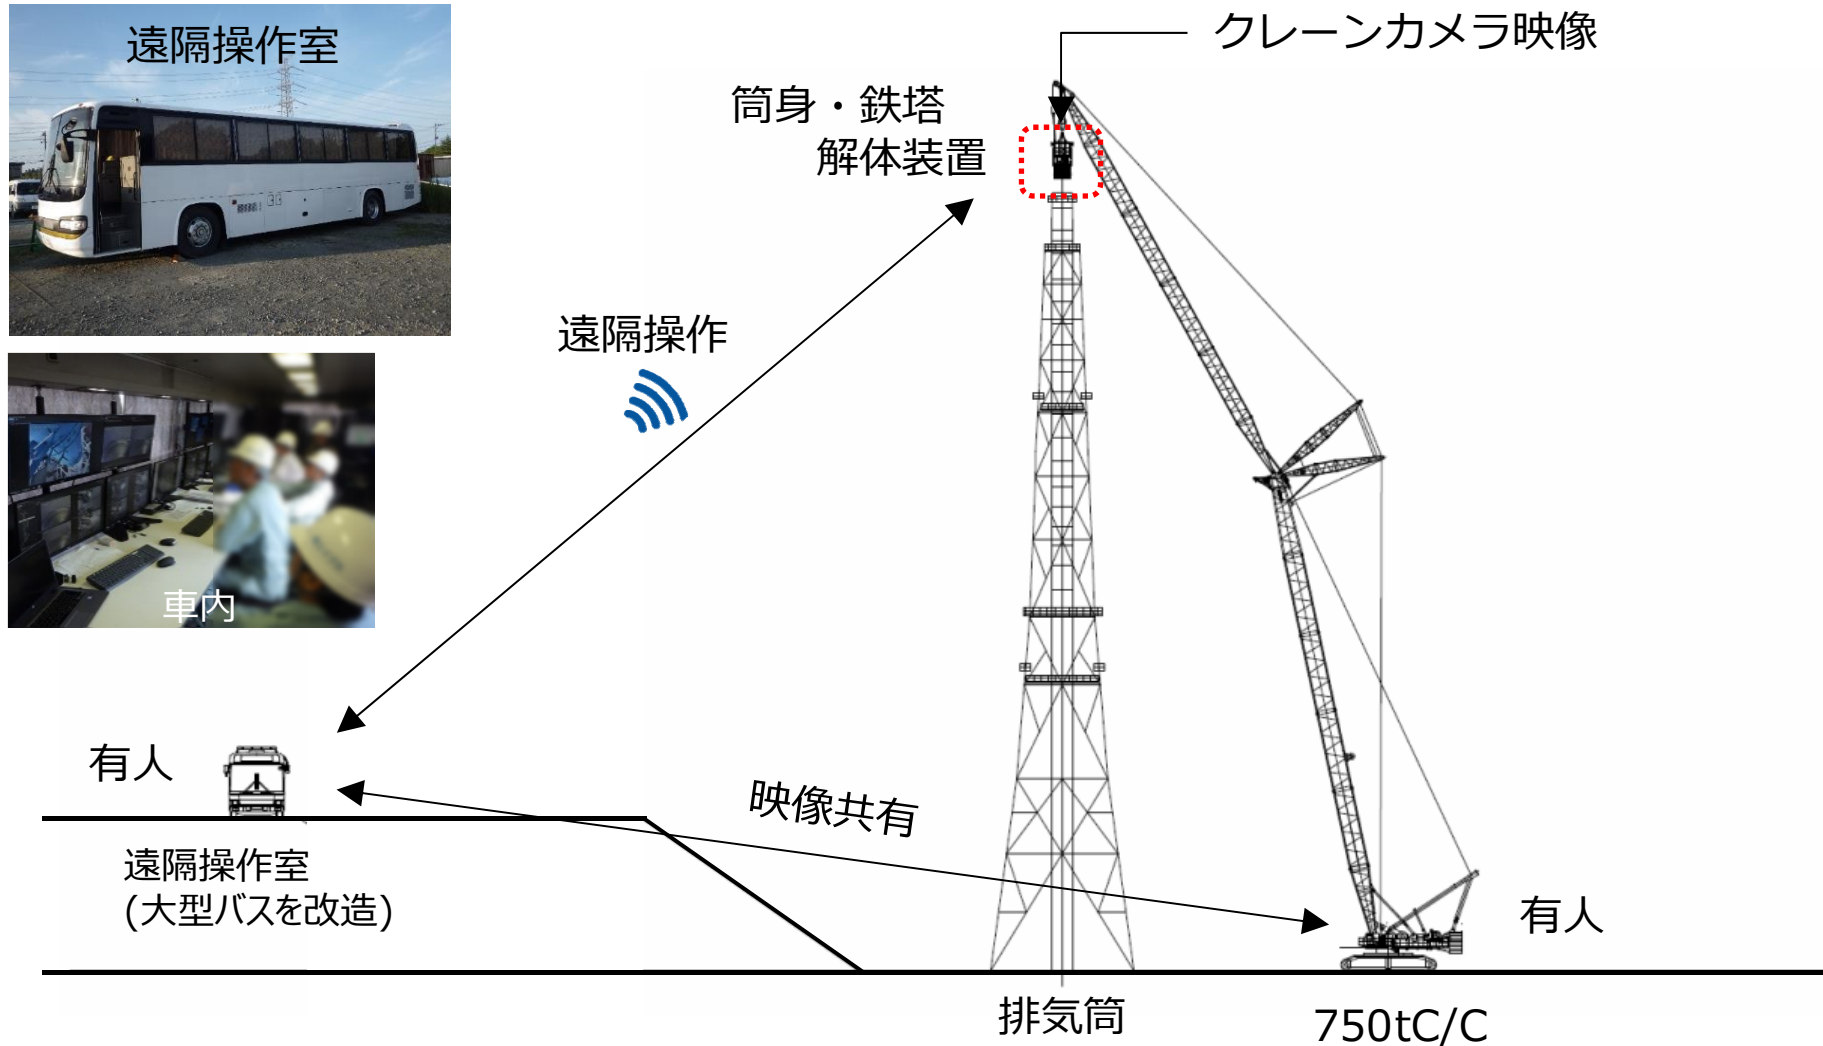 遠隔操作室
クレーンカメラ映像
筒身・鉄塔
解体装置
遠隔操作
車内
有人
映像共有
遠隔操作室
(大型バスを改造)
有人
排気筒
750tC/C